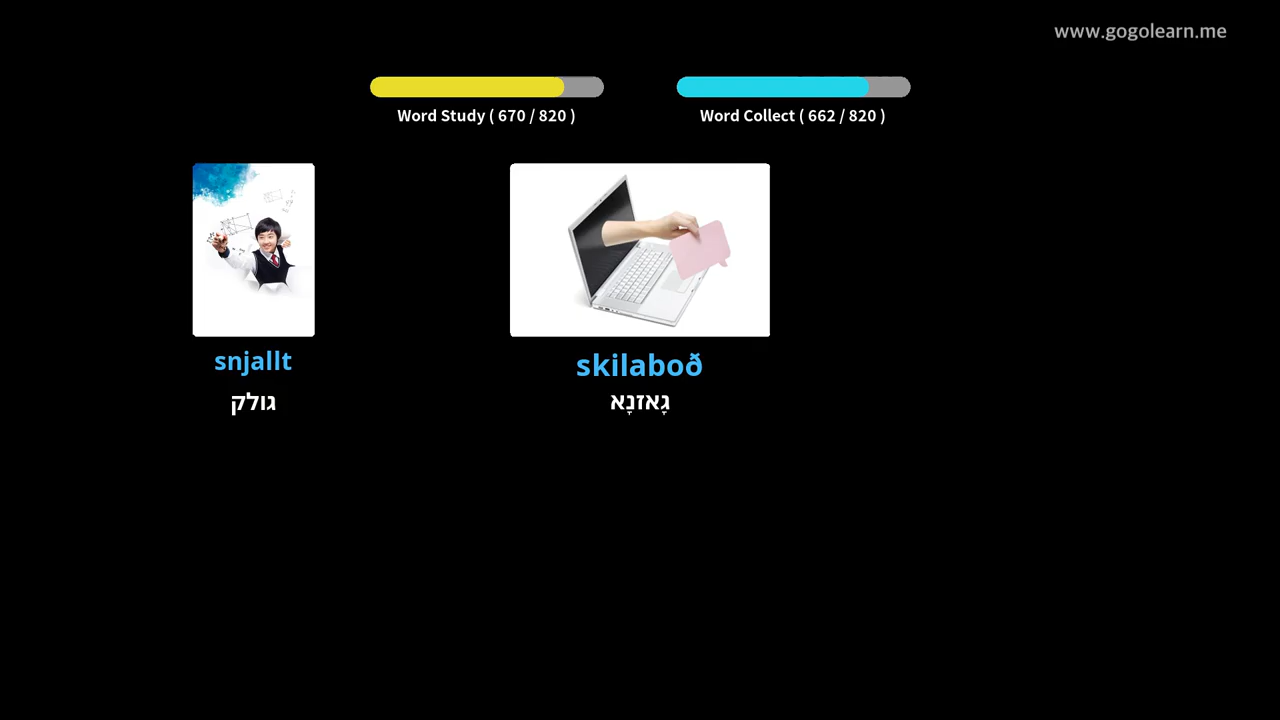 www.gogolearn.me
Word Study ( 670 / 820 )
Word Collect ( 662 / 820 )
snjallt
גולק
skilaboð
גָאזנָא